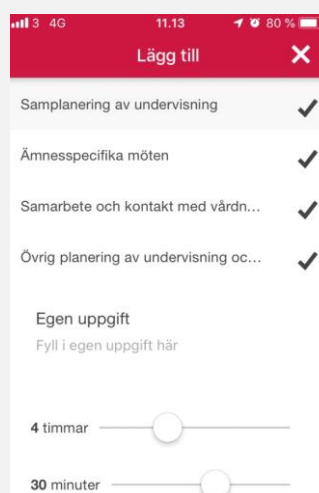 3 4G 11.13 80 %
Lägg till
Samplanering av undervisning
Ämnesspecifika möten
Samarbete och kontakt med vårdn...
Övrig planering av undervisning oc...
Egen uppgift
Fyll i egen uppgift här
4 timmar
30 minuter